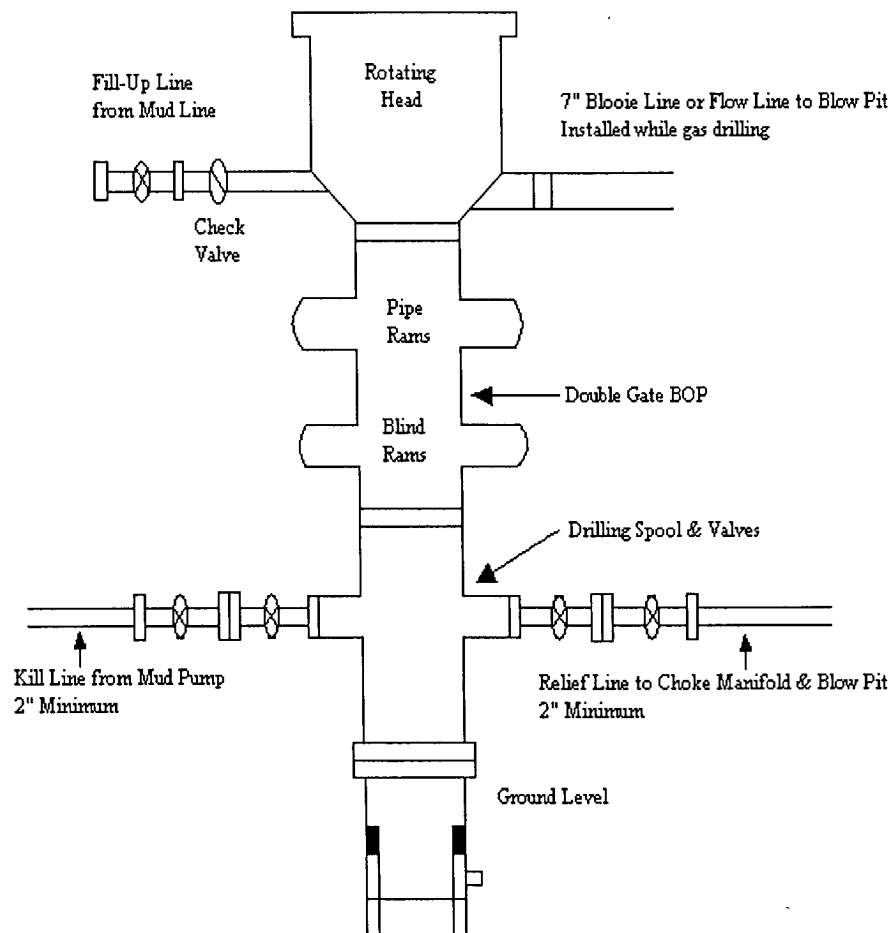 Rotating
Head
Fill-Up Line
from Mud Line
7" Blooie Line or Flow Line to Blow Pit
Installed while gas drilling
Check
Valve
Pipe
Rams
Double Gate BOP
Blind
Rams
Drilling Spool & Valves
Kill Line from Mud Pump
2" Minimum
Relief Line to Choke Manifold & Blow Pit
2" Minimum
Ground Level